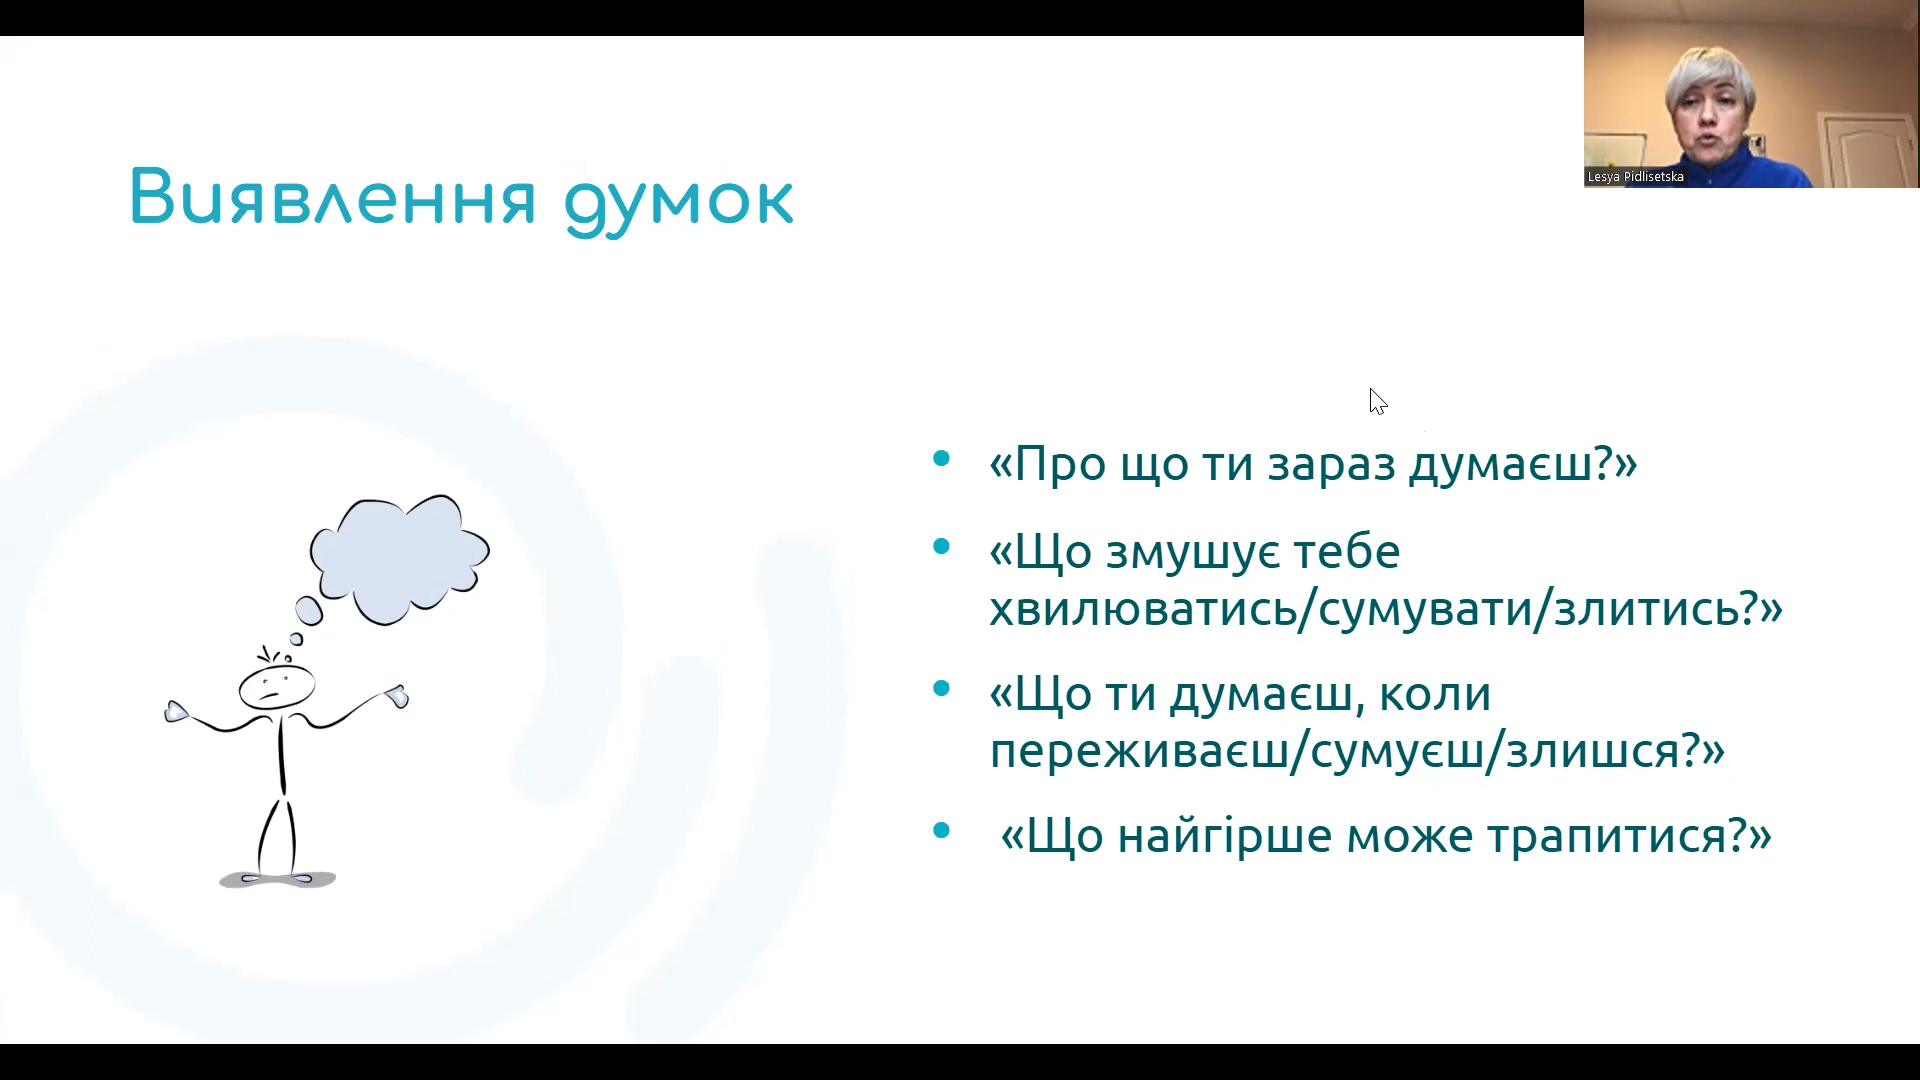 Lesya Pidlisetska
Виявлення думок
• «Про що ти зараз думаєш?»
• «Що змушує тебе
хвилюватись/сумувати/злитись?»
• «Що ти думаєш, коли
переживаєш/сумуєш/злишся?»
• «Що найгірше може трапитися?»